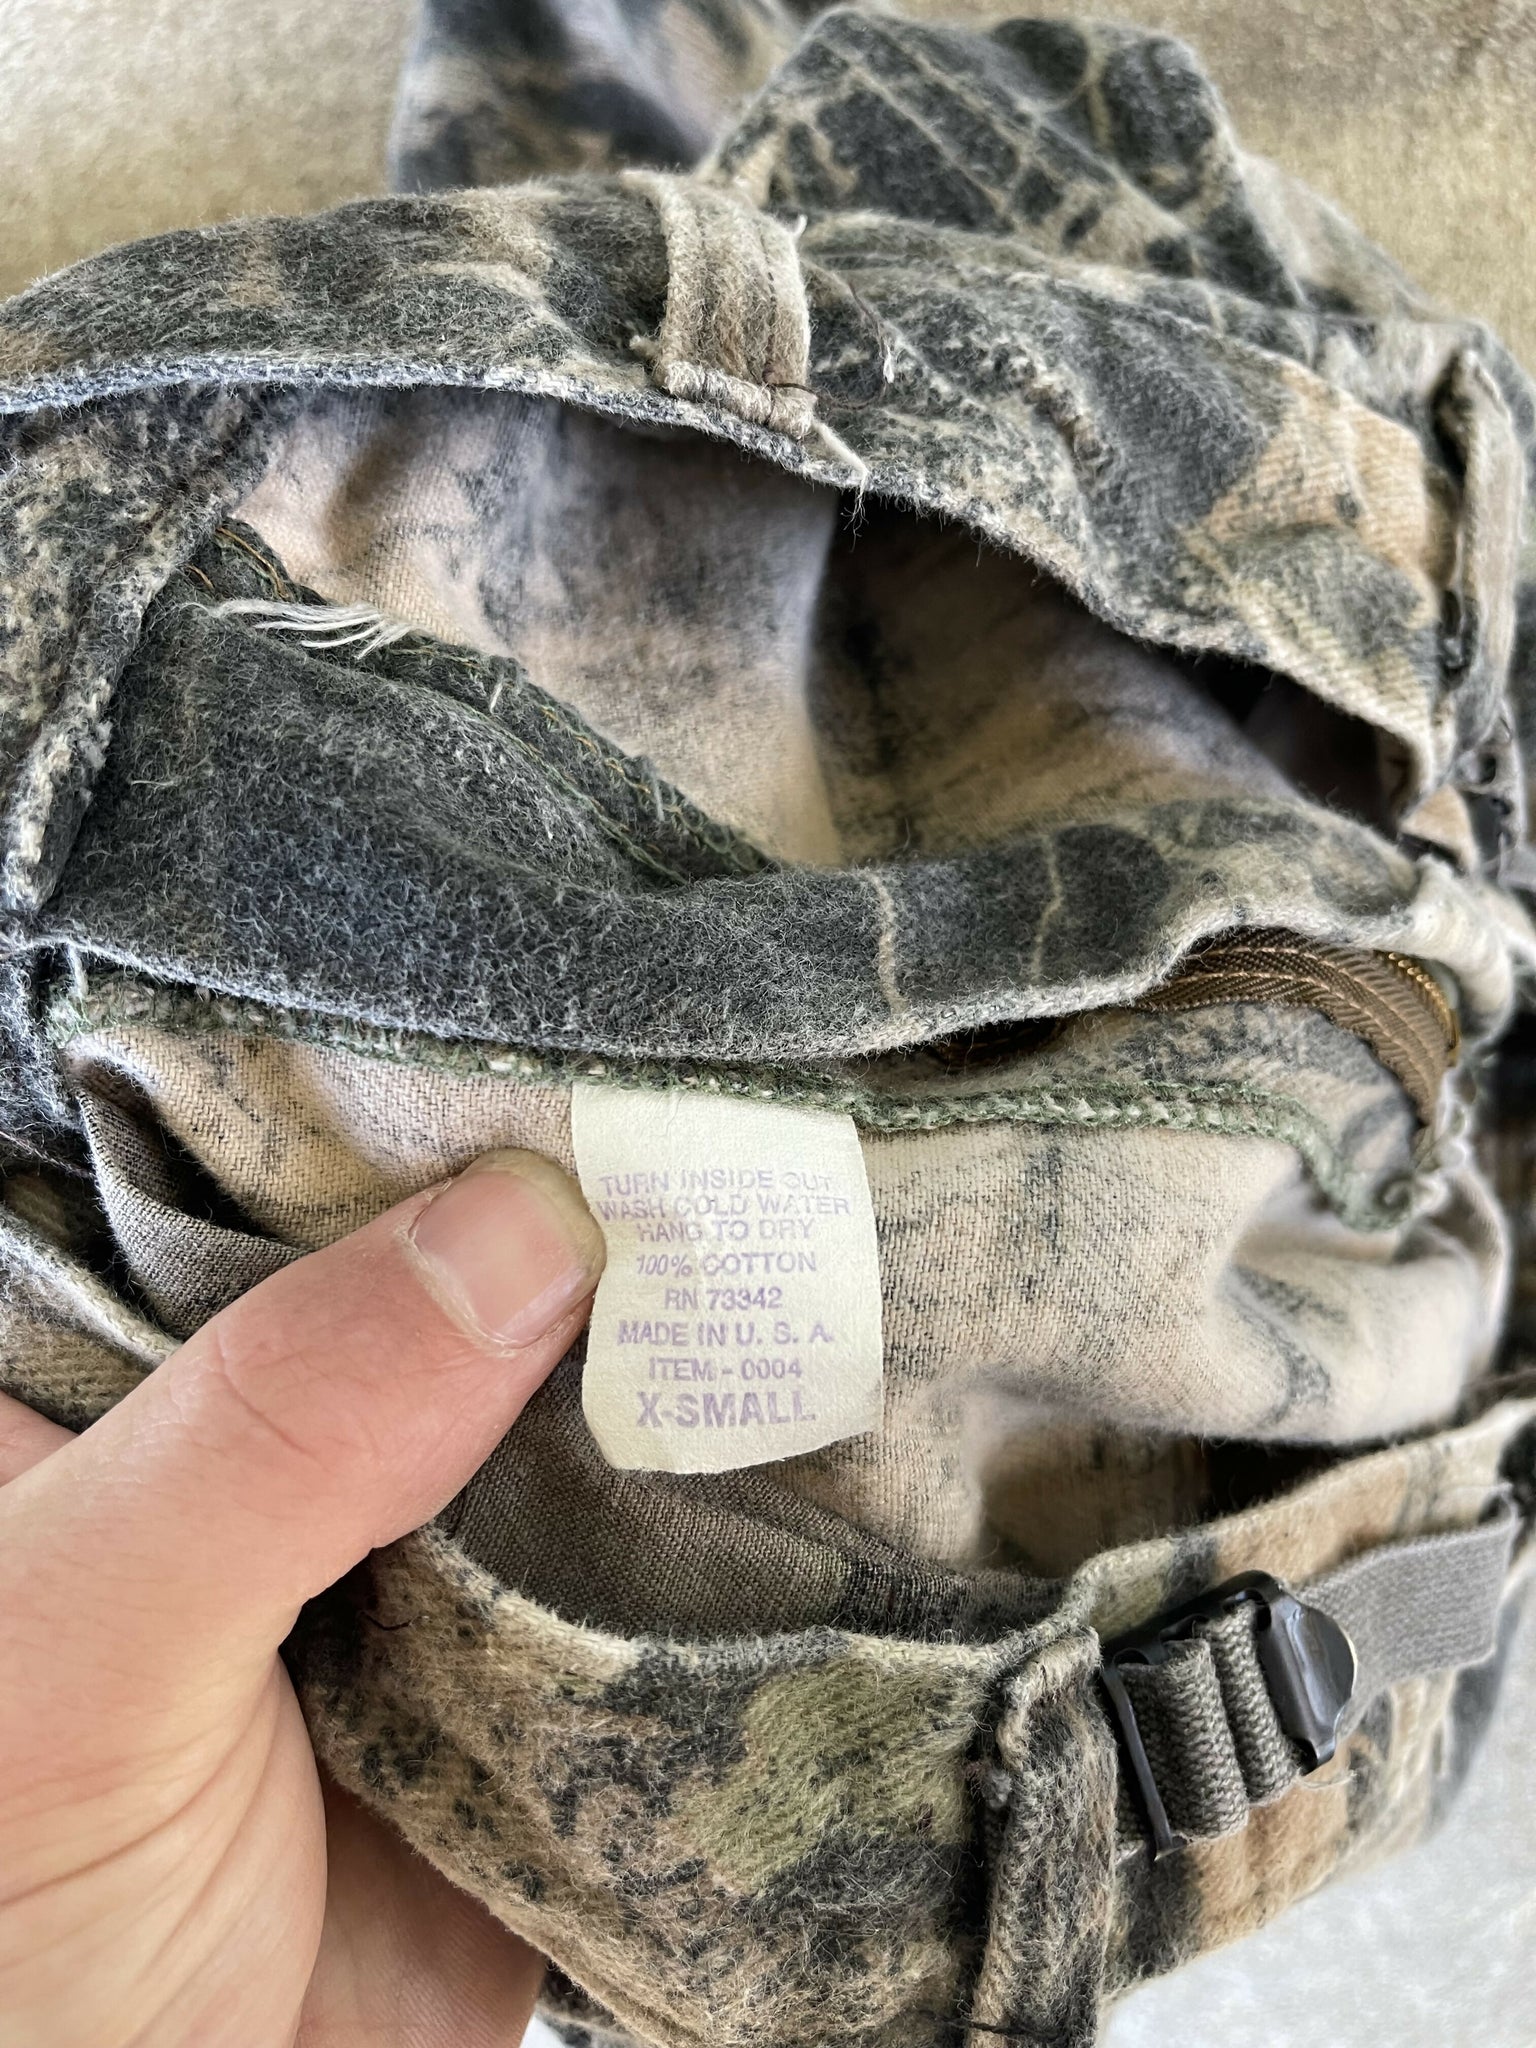 TURN INSIDE OUT
WASH COLD WATER
HANG TO DRY
100% COTTON
RN 73342
MADE IN U. S. A.
ITEM - 0004
X-SMALL